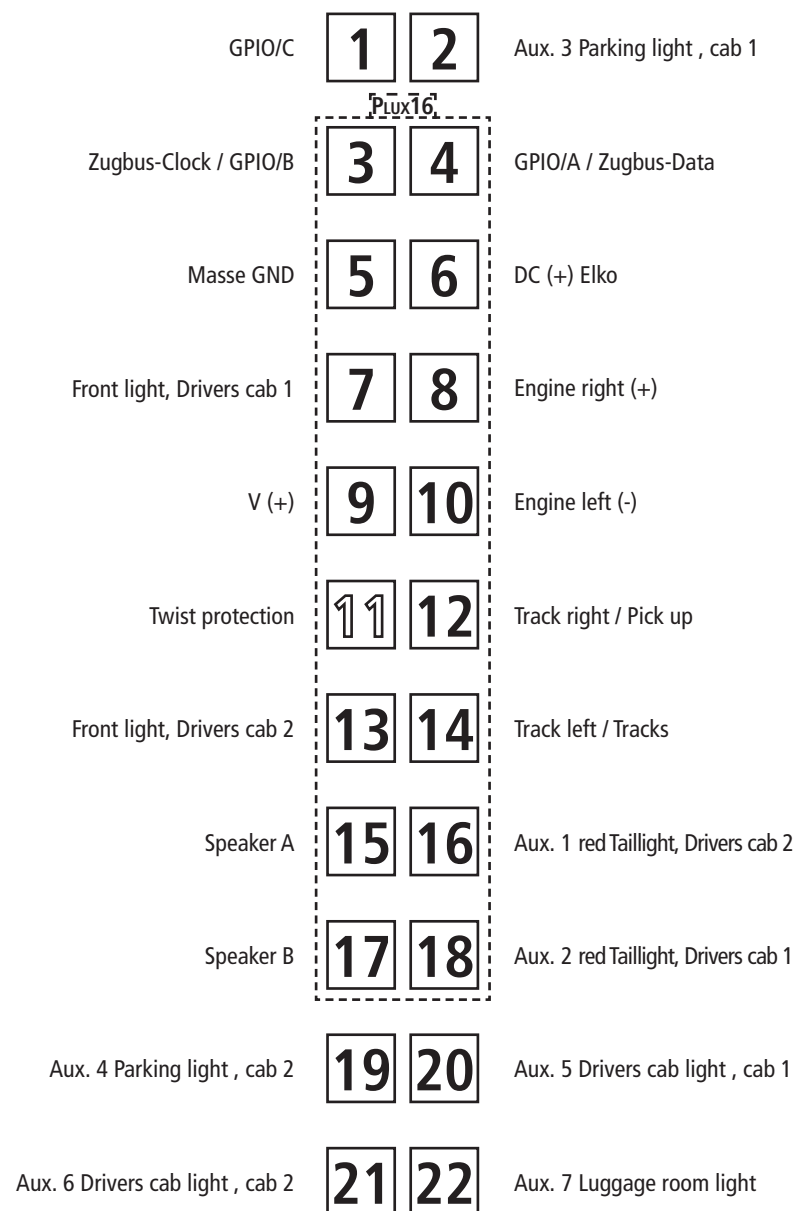 GPIO/C 1 2 Aux. 3 Parking light , cab 1
PLUX16
Zugbus-Clock / GPIO/B 3 4 GPIO/A / Zugbus-Data
Masse GND 5 6 DC (+) Elko
Front light, Drivers cab 1 7 8 Engine right (+)
V (+) 9 10 Engine left (-)
Twist protection 11 12 Track right / Pick up
Front light, Drivers cab 2 13 14 Track left / Tracks
Speaker A 15 16 Aux. 1 red Taillight, Drivers cab 2
Speaker B 17 18 Aux. 2 red Taillight, Drivers cab 1
Aux. 4 Parking light , cab 2 19 20 Aux. 5 Drivers cab light , cab 1
Aux. 6 Drivers cab light , cab 2 21 22 Aux. 7 Luggage room light